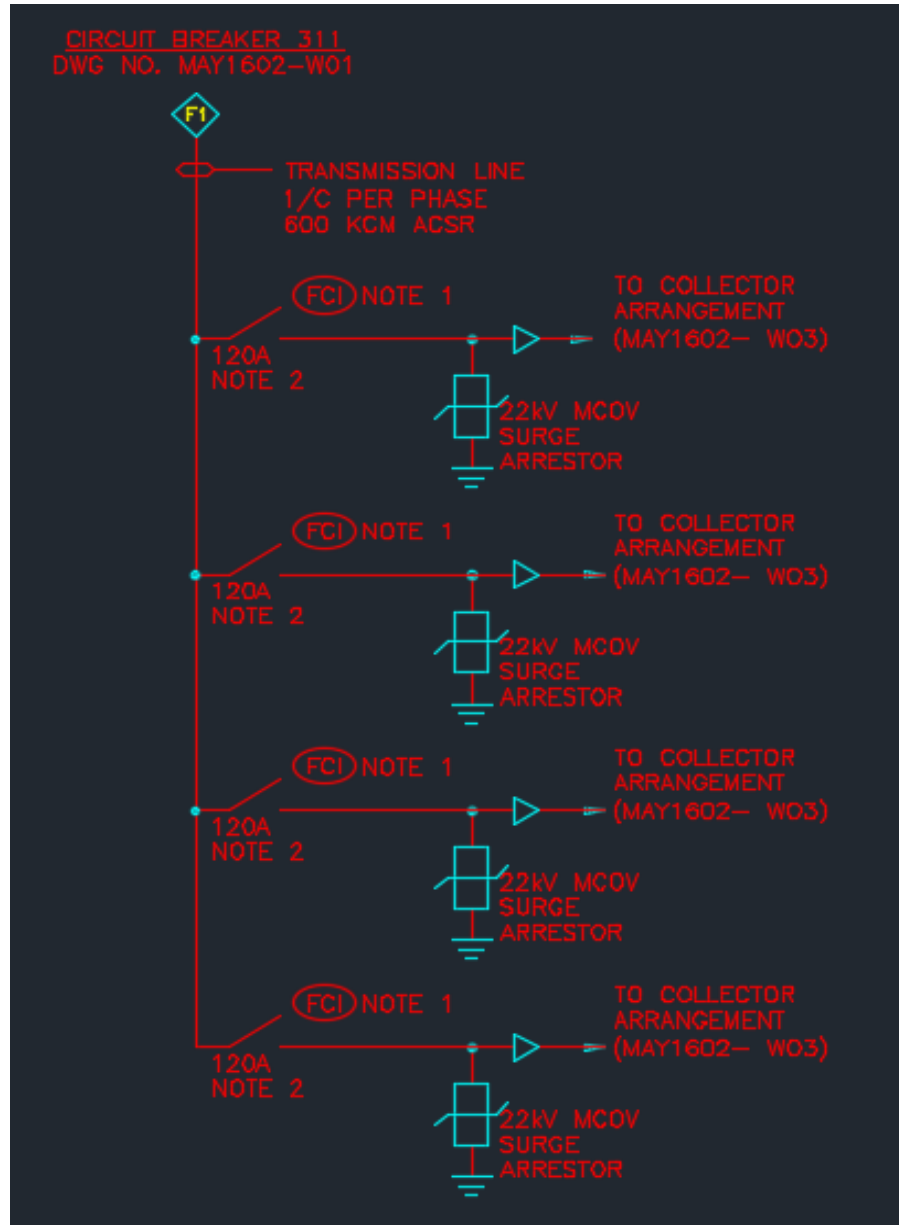 CIRCUIT BREAKER 311
DWG NO. MAY1602-W01
F1
TRANSMISSION LINE
1/C PER PHASE
600 KCM ACSR
FCI NOTE 1
120A
NOTE 2
TO COLLECTOR
ARRANGEMENT
(MAY1602- WO3)
22kV MCOV
SURGE
ARRESTOR
FCI NOTE 1
120A
NOTE 2
TO COLLECTOR
ARRANGEMENT
(MAY1602- WO3)
22kV MCOV
SURGE
ARRESTOR
FCI NOTE 1
120A
NOTE 2
TO COLLECTOR
ARRANGEMENT
(MAY1602- WO3)
22kV MCOV
SURGE
ARRESTOR
FCI NOTE 1
120A
NOTE 2
TO COLLECTOR
ARRANGEMENT
(MAY1602- WO3)
22kV MCOV
SURGE
ARRESTOR